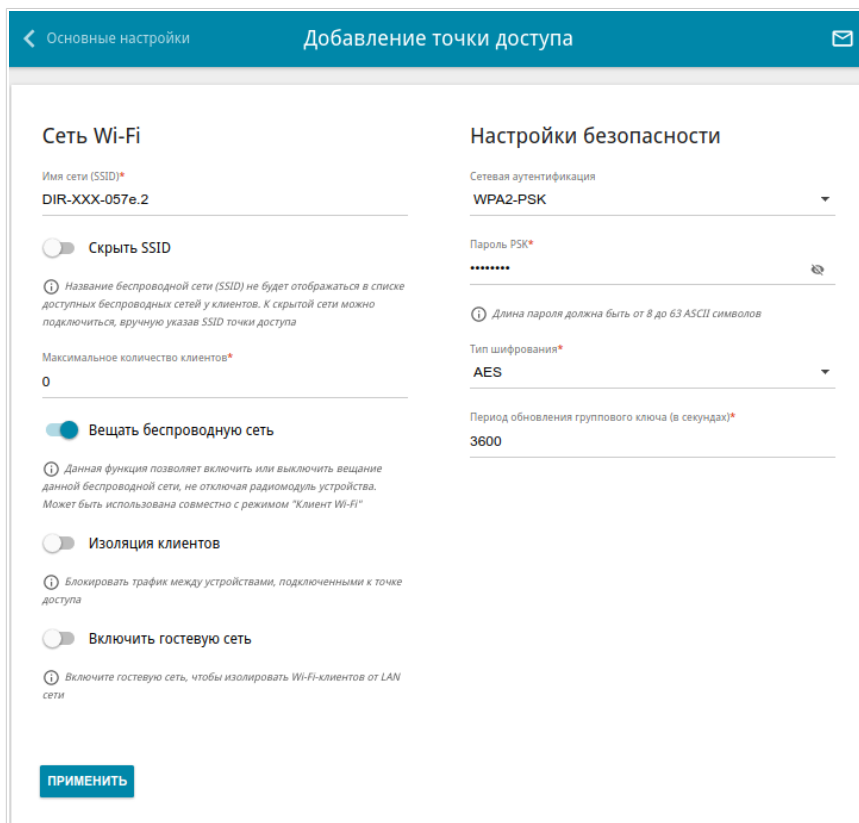 Основные настройки
Добавление точки доступа
Сеть Wi-Fi
Имя сети (SSID)*
DIR-XXX-057e.2
Скрыть SSID
Название беспроводной сети (SSID) не будет отображаться в списке
доступных беспроводных сетей у клиентов. К скрытой сети можно
подключиться, вручную указав SSID точки доступа
Максимальное количество клиентов*
0
Вещать беспроводную сеть
Данная функция позволяет включить или выключить вещание
данной беспроводной сети, не отключая радиомодуль устройства.
Может быть использована совместно с режимом "Клиент Wi-Fi"
Изоляция клиентов
Блокировать трафик между устройствами, подключенными к точке
доступа
Включить гостевую сеть
Включите гостевую сеть, чтобы изолировать Wi-Fi-клиентов от LAN
сети
ПРИМЕНИТЬ
Настройки безопасности
Сетевая аутентификация
WPA2-PSK
Пароль PSK*
••••••••
Длина пароля должна быть от 8 до 63 ASCII символов
Тип шифрования*
AES
Период обновления группового ключа (в секундах)*
3600